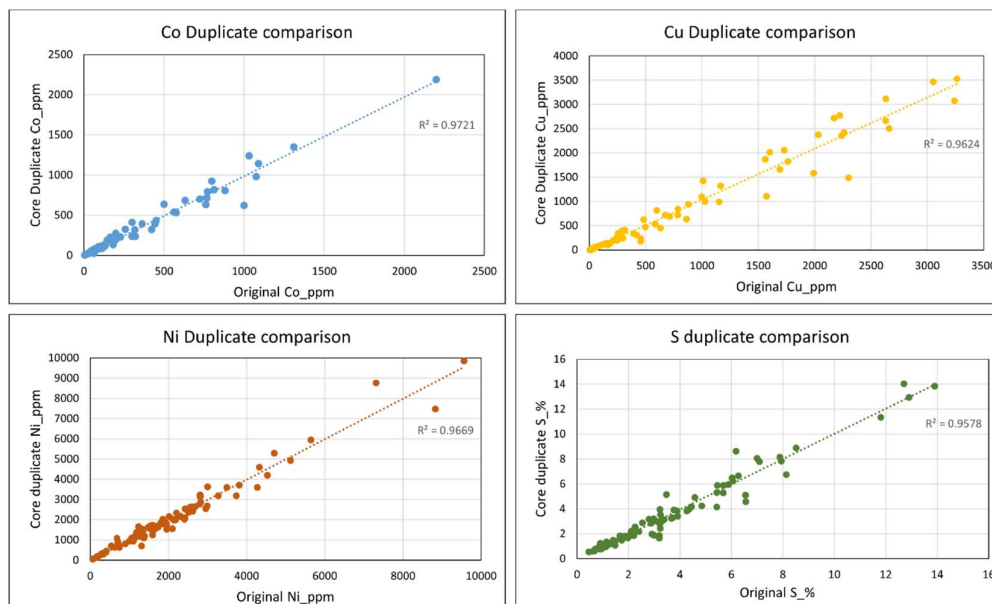 Co Duplicate comparison
Core Duplicate Co_ppm
2500
2000
1500
1000
500
0
0 500 1000 1500 2000 2500
R² = 0.9721
Original Co_ppm
Cu Duplicate comparison
Core Duplicate Cu_ppm
4000
3500
3000
2500
2000
1500
1000
500
0
0 500 1000 1500 2000 2500 3000 3500
R² = 0.9624
Original Cu_ppm
Ni Duplicate comparison
Core duplicate Ni_ppm
10000
9000
8000
7000
6000
5000
4000
3000
2000
1000
0
0 2000 4000 6000 8000 10000
R² = 0.9669
Original Ni_ppm
S duplicate comparison
Core duplicate S_%
16
14
12
10
8
6
4
2
0
0 2 4 6 8 10 12 14 16
R² = 0.9578
Original S_%